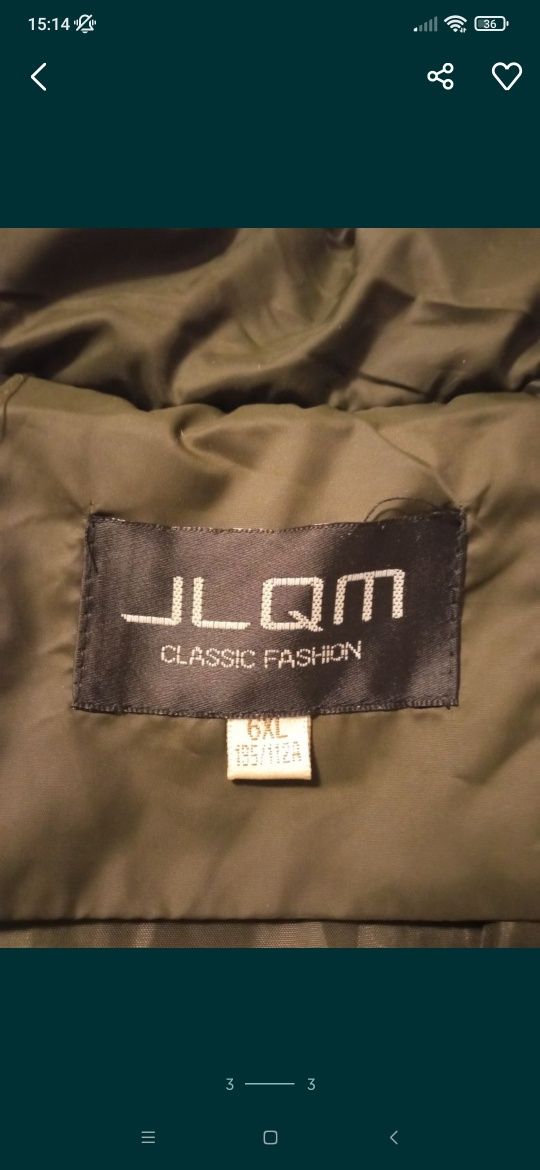 15:14
36
JLQM
CLASSIC FASHION
6XL
195/112A
3
3